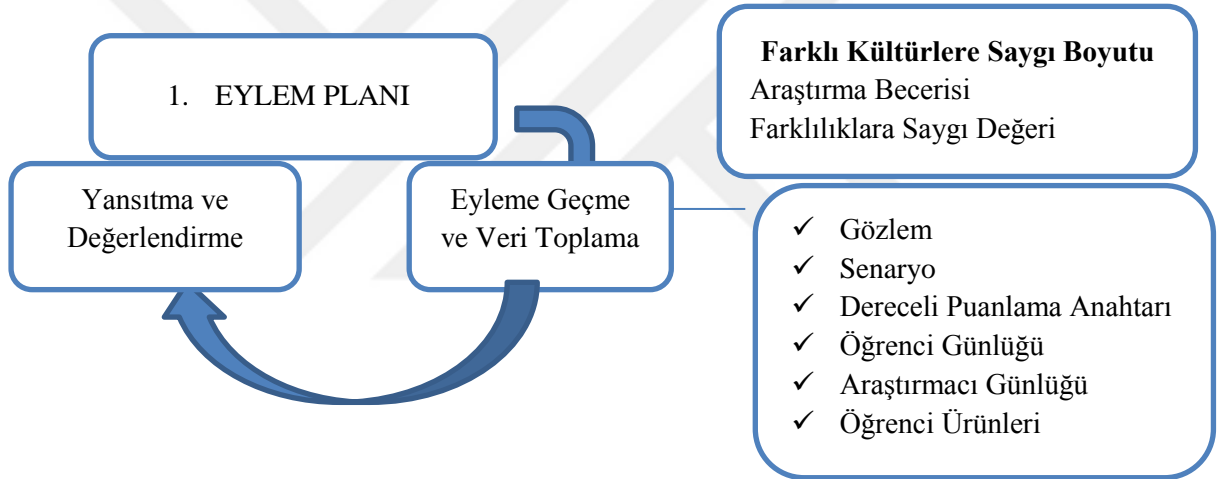 1. EYLEM PLANI
Yansıtma ve
Değerlendirme
Eyleme Geçme
ve Veri Toplama
Farklı Kültürlere Saygı Boyutu
Araştırma Becerisi
Farklılıklara Saygı Değeri
✓ Gözlem
✓ Senaryo
✓ Dereceli Puanlama Anahtarı
✓ Öğrenci Günlüğü
✓ Araştırmacı Günlüğü
✓ Öğrenci Ürünleri